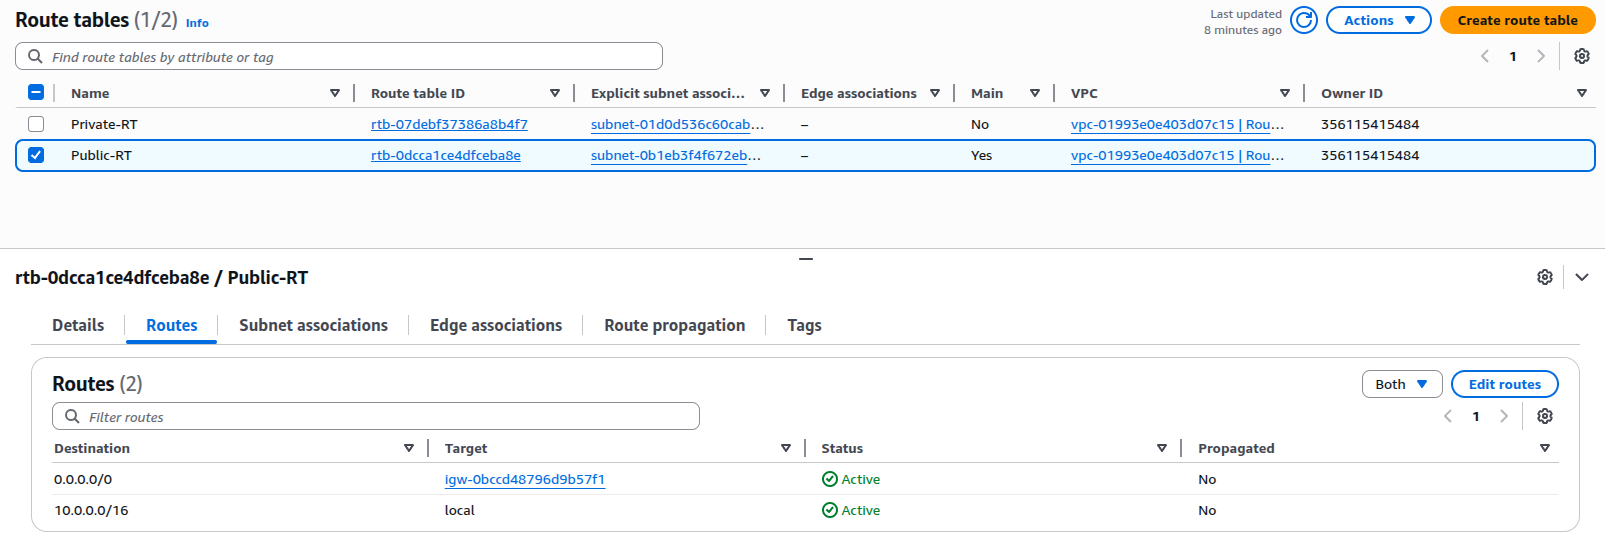 Route tables (1/2) Info
Last updated
8 minutes ago
Actions
Create route table
Find route tables by attribute or tag
1
Name Route table ID Explicit subnet associ... Edge associations Main VPC Owner ID
Private-RT rtb-07debf37386a8b4f7 subnet-01d0d536c60cab... – No vpc-01993e0e403d07c15 | Rou... 356115415484
Public-RT rtb-0dcca1ce4dfceba8e subnet-0b1eb3f4f672eb... – Yes vpc-01993e0e403d07c15 | Rou... 356115415484
rtb-0dcca1ce4dfceba8e / Public-RT
Details Routes Subnet associations Edge associations Route propagation Tags
Routes (2)
Both
Edit routes
Filter routes
1
Destination Target Status Propagated
0.0.0.0/0 igw-0bccd48796d9b57f1 Active No
10.0.0.0/16 local Active No